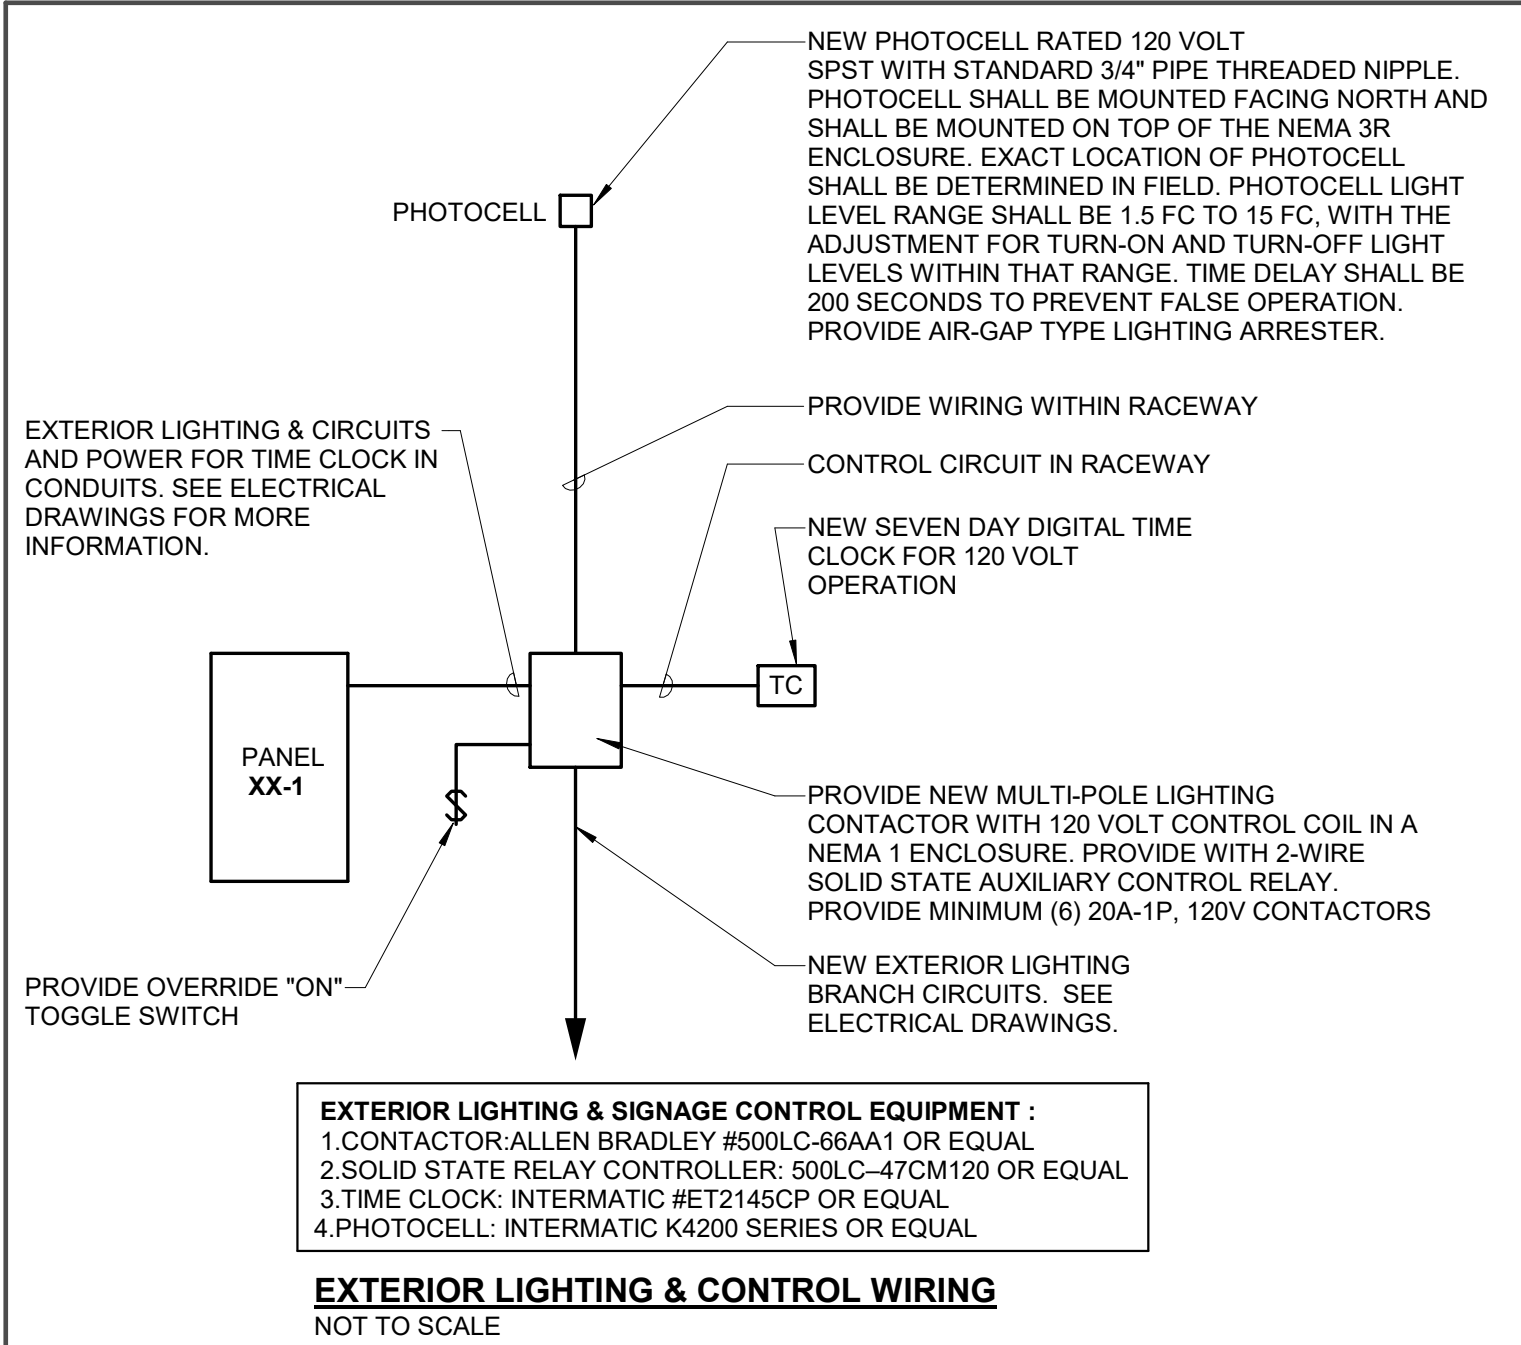 NEW PHOTOCELL RATED 120 VOLT
SPST WITH STANDARD 3/4" PIPE THREADED NIPPLE.
PHOTOCELL SHALL BE MOUNTED FACING NORTH AND
SHALL BE MOUNTED ON TOP OF THE NEMA 3R
ENCLOSURE. EXACT LOCATION OF PHOTOCELL
SHALL BE DETERMINED IN FIELD. PHOTOCELL LIGHT
LEVEL RANGE SHALL BE 1.5 FC TO 15 FC, WITH THE
ADJUSTMENT FOR TURN-ON AND TURN-OFF LIGHT
LEVELS WITHIN THAT RANGE. TIME DELAY SHALL BE
200 SECONDS TO PREVENT FALSE OPERATION.
PROVIDE AIR-GAP TYPE LIGHTING ARRESTER.
PHOTOCELL
PROVIDE WIRING WITHIN RACEWAY
EXTERIOR LIGHTING & CIRCUITS
AND POWER FOR TIME CLOCK IN
CONDUITS. SEE ELECTRICAL
DRAWINGS FOR MORE
INFORMATION.
CONTROL CIRCUIT IN RACEWAY
NEW SEVEN DAY DIGITAL TIME
CLOCK FOR 120 VOLT
OPERATION
TC
PANEL
XX-1
$
PROVIDE NEW MULTI-POLE LIGHTING
CONTACTOR WITH 120 VOLT CONTROL COIL IN A
NEMA 1 ENCLOSURE. PROVIDE WITH 2-WIRE
SOLID STATE AUXILIARY CONTROL RELAY.
PROVIDE MINIMUM (6) 20A-1P, 120V CONTACTORS
NEW EXTERIOR LIGHTING
BRANCH CIRCUITS.  SEE
ELECTRICAL DRAWINGS.
PROVIDE OVERRIDE "ON"
TOGGLE SWITCH
EXTERIOR LIGHTING & SIGNAGE CONTROL EQUIPMENT :
1.CONTACTOR:ALLEN BRADLEY #500LC-66AA1 OR EQUAL
2.SOLID STATE RELAY CONTROLLER: 500LC–47CM120 OR EQUAL
3.TIME CLOCK: INTERMATIC #ET2145CP OR EQUAL
4.PHOTOCELL: INTERMATIC K4200 SERIES OR EQUAL
EXTERIOR LIGHTING & CONTROL WIRING
NOT TO SCALE